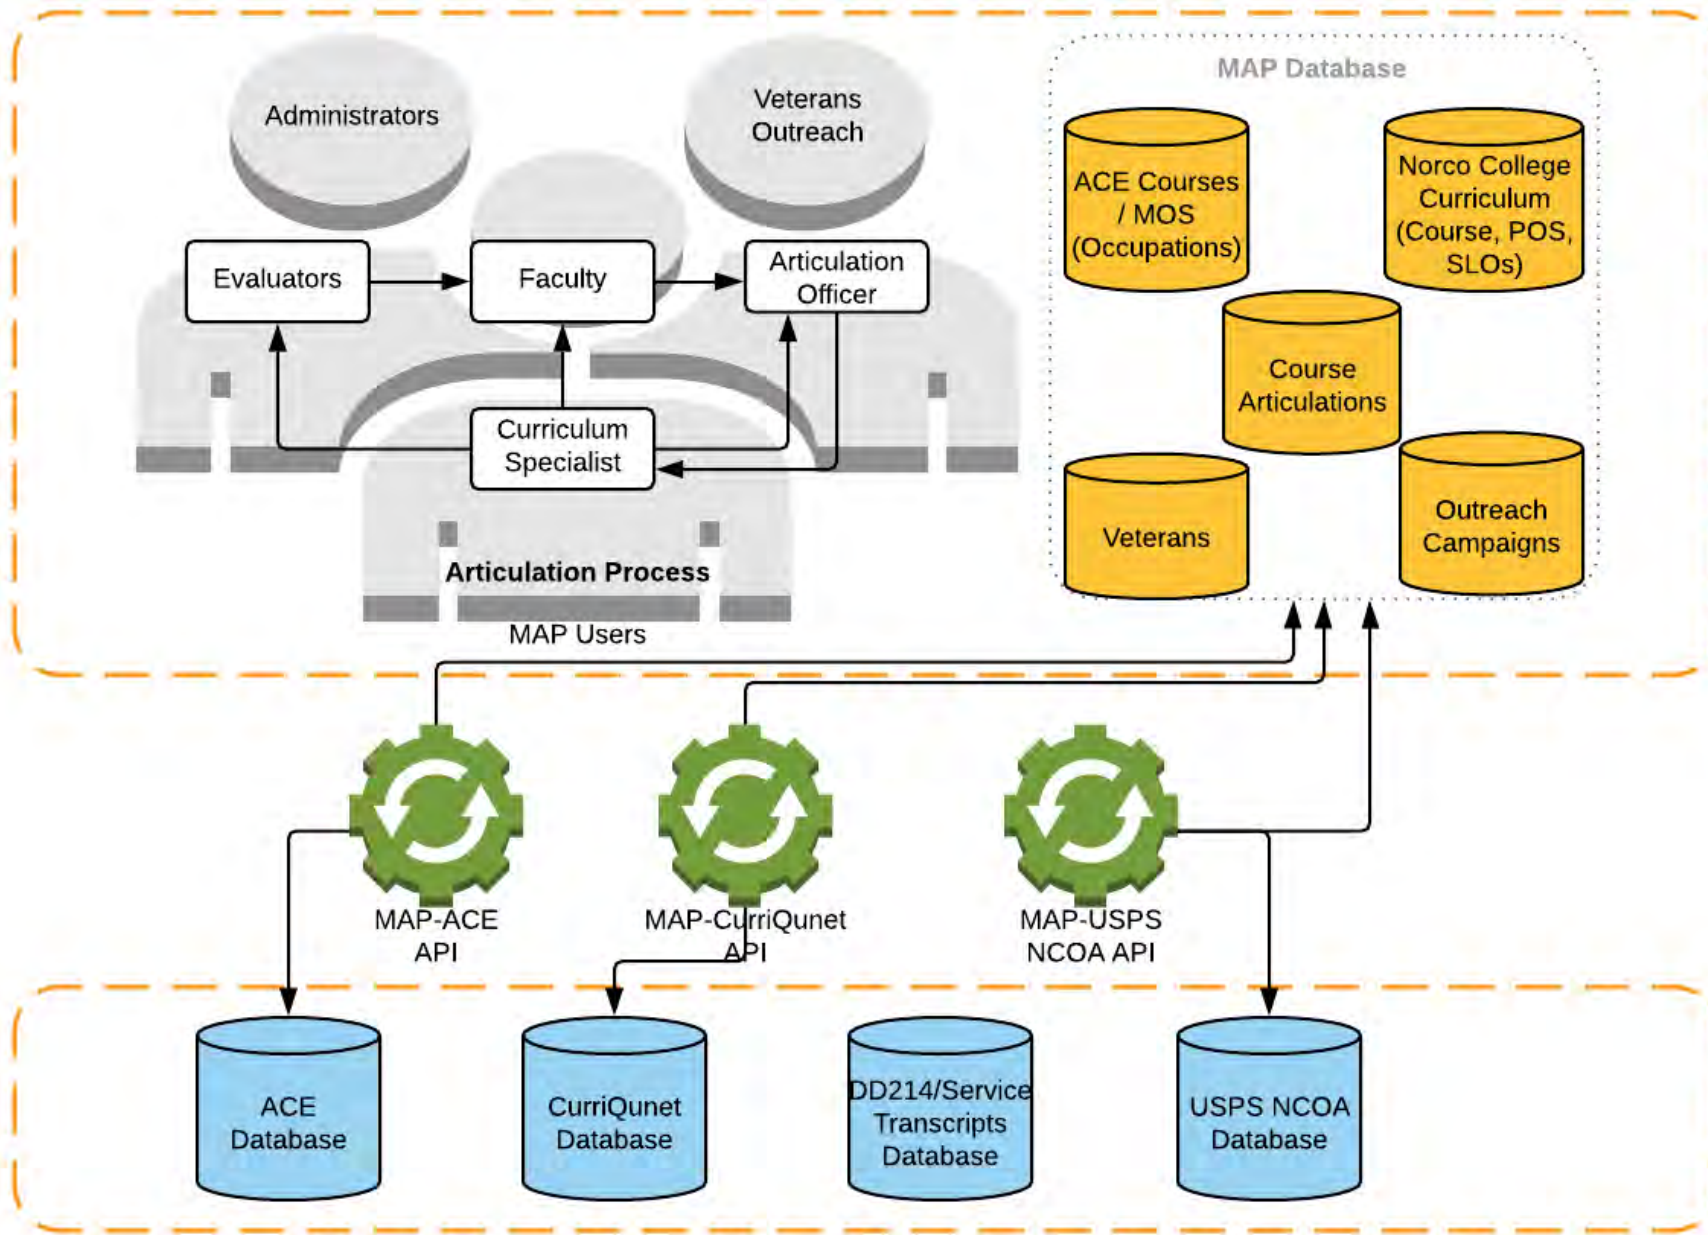 Administrators
Veterans
Outreach
Evaluators
Faculty
Articulation
Officer
Curriculum
Specialist
Articulation Process
MAP Users
MAP Database
ACE Courses
/ MOS
(Occupations)
Norco College
Curriculum
(Course, POS,
SLOs)
Course
Articulations
Veterans
Outreach
Campaigns
MAP-ACE
API
MAP-CurriQunet
API
MAP-USPS
NCOA API
ACE
Database
CurriQunet
Database
DD214/Service
Transcripts
Database
USPS NCOA
Database